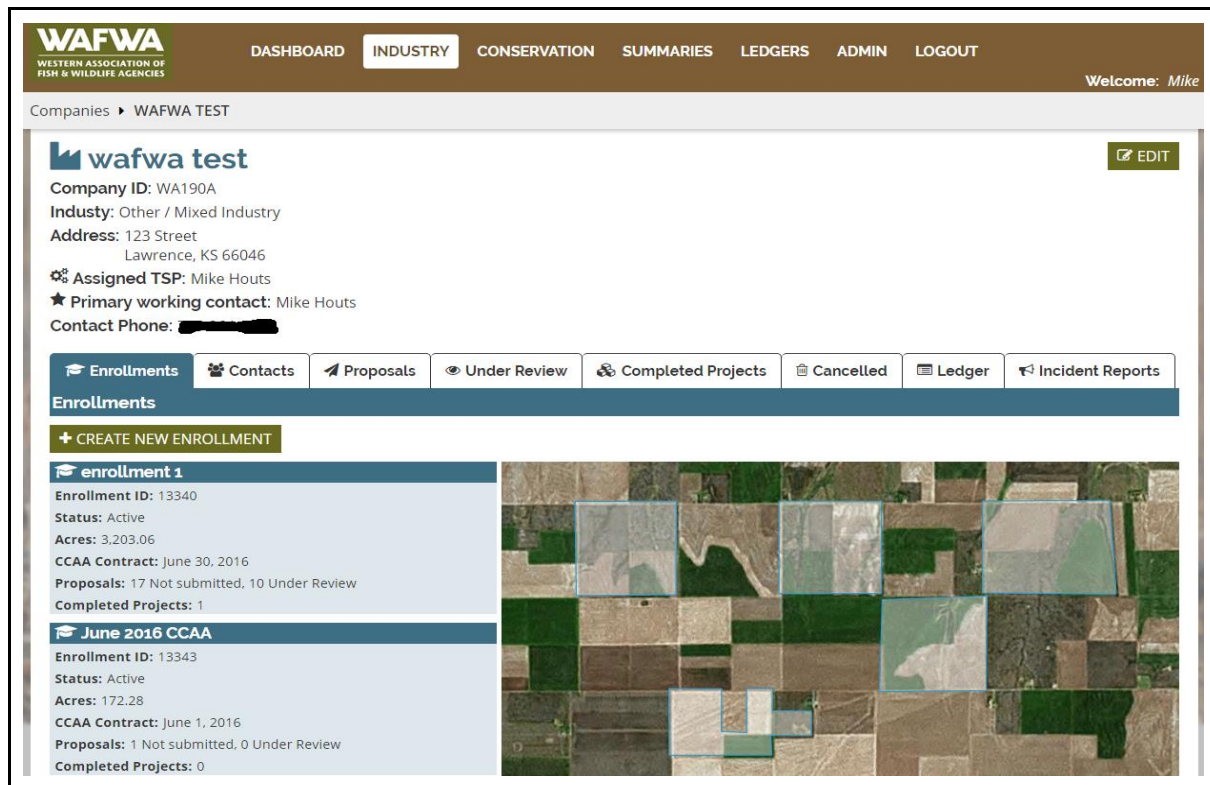 WAFWA
WESTERN ASSOCIATION OF
FISH & WILDLIFE AGENCIES
DASHBOARD INDUSTRY CONSERVATION SUMMARIES LEDGERS ADMIN LOGOUT
Welcome: Mike
Companies WAFWA TEST
wafwa test
EDIT
Company ID: WA190A
Industy: Other / Mixed Industry
Address: 123 Street
Lawrence, KS 66046
Assigned TSP: Mike Houts
Primary working contact: Mike Houts
Contact Phone:
Enrollments Contacts Proposals Under Review Completed Projects Cancelled Ledger Incident Reports
Enrollments
+ CREATE NEW ENROLLMENT
enrollment 1
Enrollment ID: 13340
Status: Active
Acres: 3,203.06
CCAA Contract: June 30, 2016
Proposals: 17 Not submitted, 10 Under Review
Completed Projects: 1
June 2016 CCAA
Enrollment ID: 13343
Status: Active
Acres: 172.28
CCAA Contract: June 1, 2016
Proposals: 1 Not submitted, 0 Under Review
Completed Projects: 0